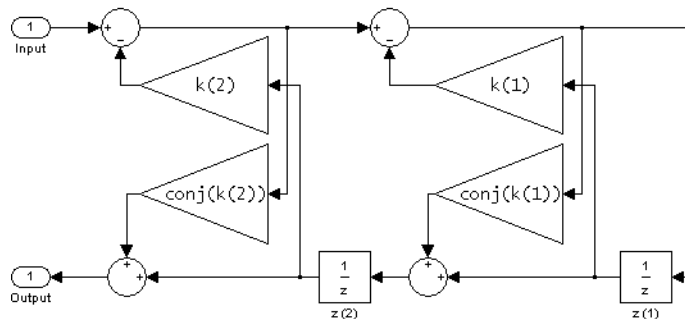 1
Input
+
−
+
−
k(2)
k(1)
conj(k(2))
conj(k(1))
1
Output
+
+
1
z
z(2)
+
+
1
z
z(1)